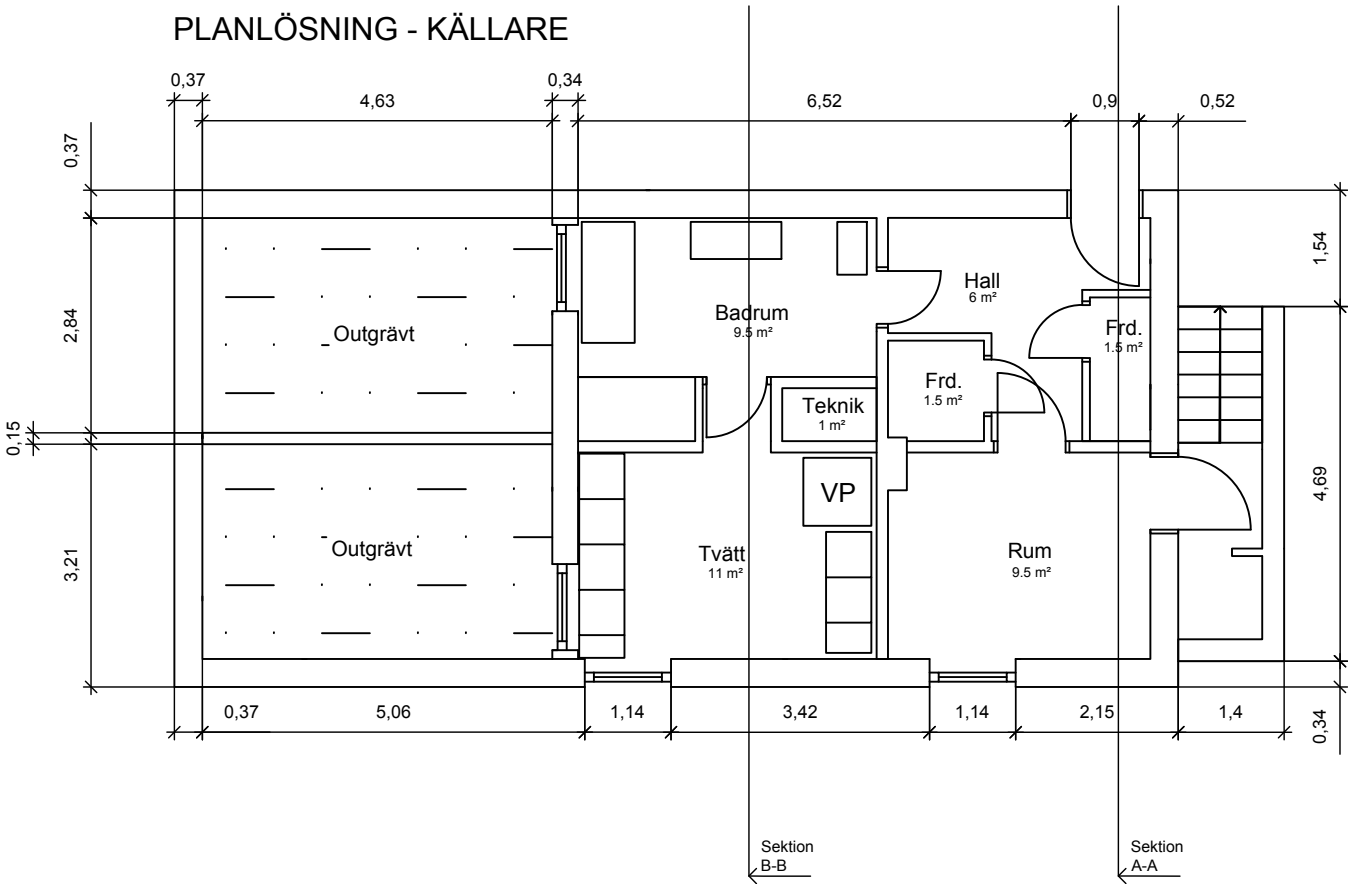 PLANLÖSNING - KÄLLARE
0,37
4,63
0,34
6,52
0,9
0,52
0,37
2,84
0,15
3,21
1,54
4,69
0,34
Hall
6 m²
Badrum
9.5 m²
Outgrävt
Frd.
1.5 m²
Frd.
1.5 m²
Teknik
1 m²
VP
Outgrävt
Tvätt
11 m²
Rum
9.5 m²
0,37
5,06
1,14
3,42
1,14
2,15
1,4
Sektion
B-B
Sektion
A-A